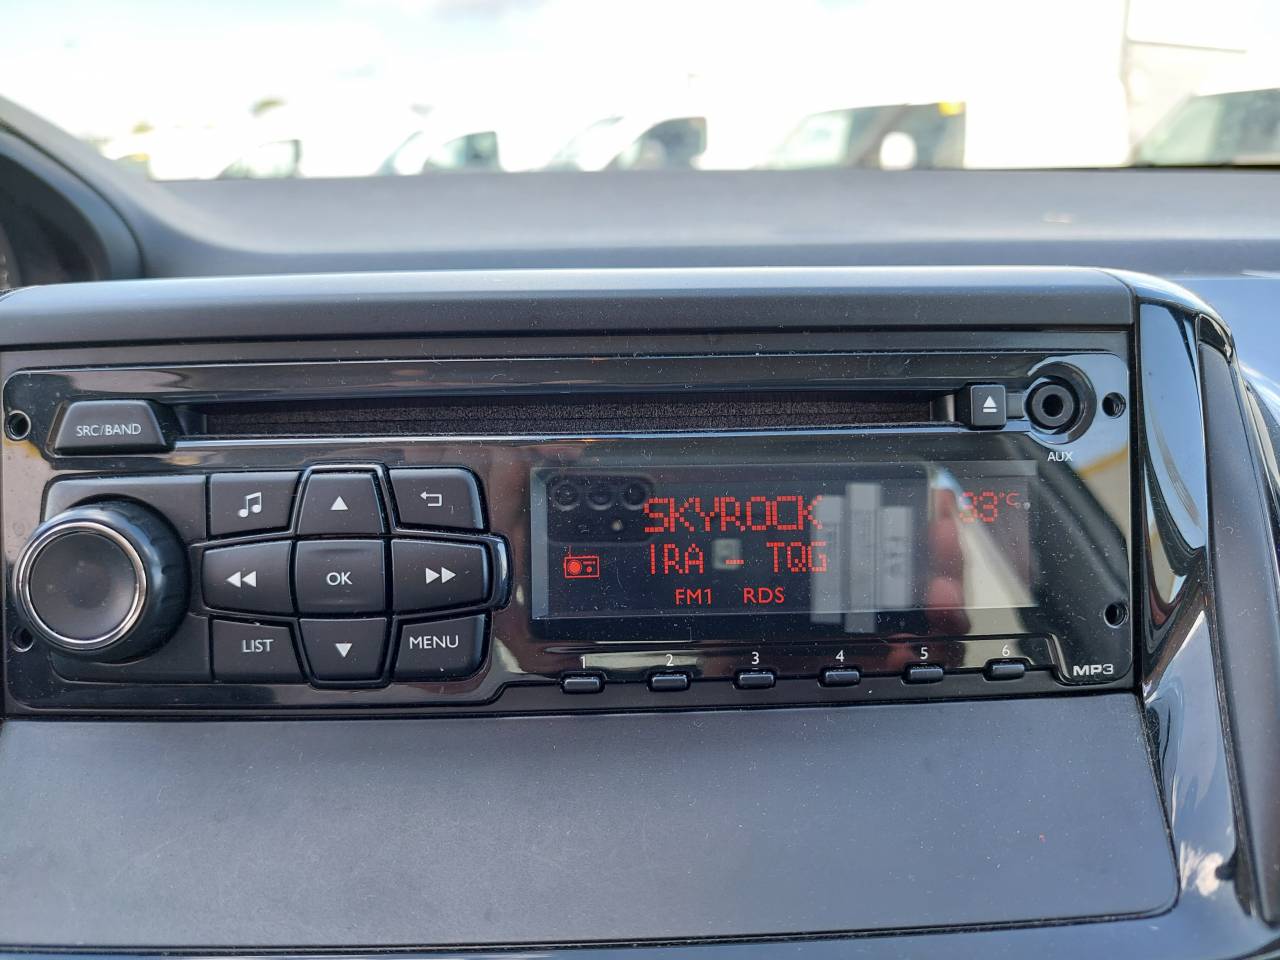 SRC/BAND
AUX
SKYROCK
33°C
IRA - TQG
FM1 RDS
OK
LIST
MENU
1 2 3 4 5 6
MP3